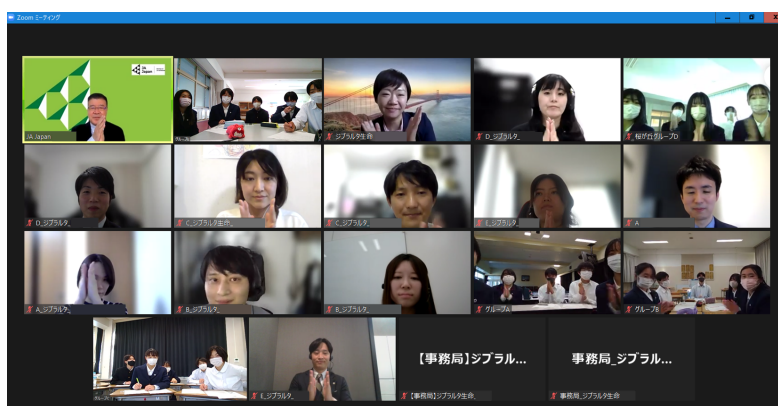 Zoom ミーティング
JA Japan
JA Japan
ジブラルタ生命
D_ジブラルタ_
桜が丘グループD
D_ジブラルタ_
C_ジブラルタ生命_
C_ジブラルタ_
E_ジブラルタ_
A
A_ジブラルタ_
B_ジブラルタ_
B_ジブラルタ_
グループA
グループB
E_ジブラルタ_
【事務局】ジブラル...
【事務局】ジブラルタ生命_
事務局_ジブラル...
事務局_ジブラルタ生命